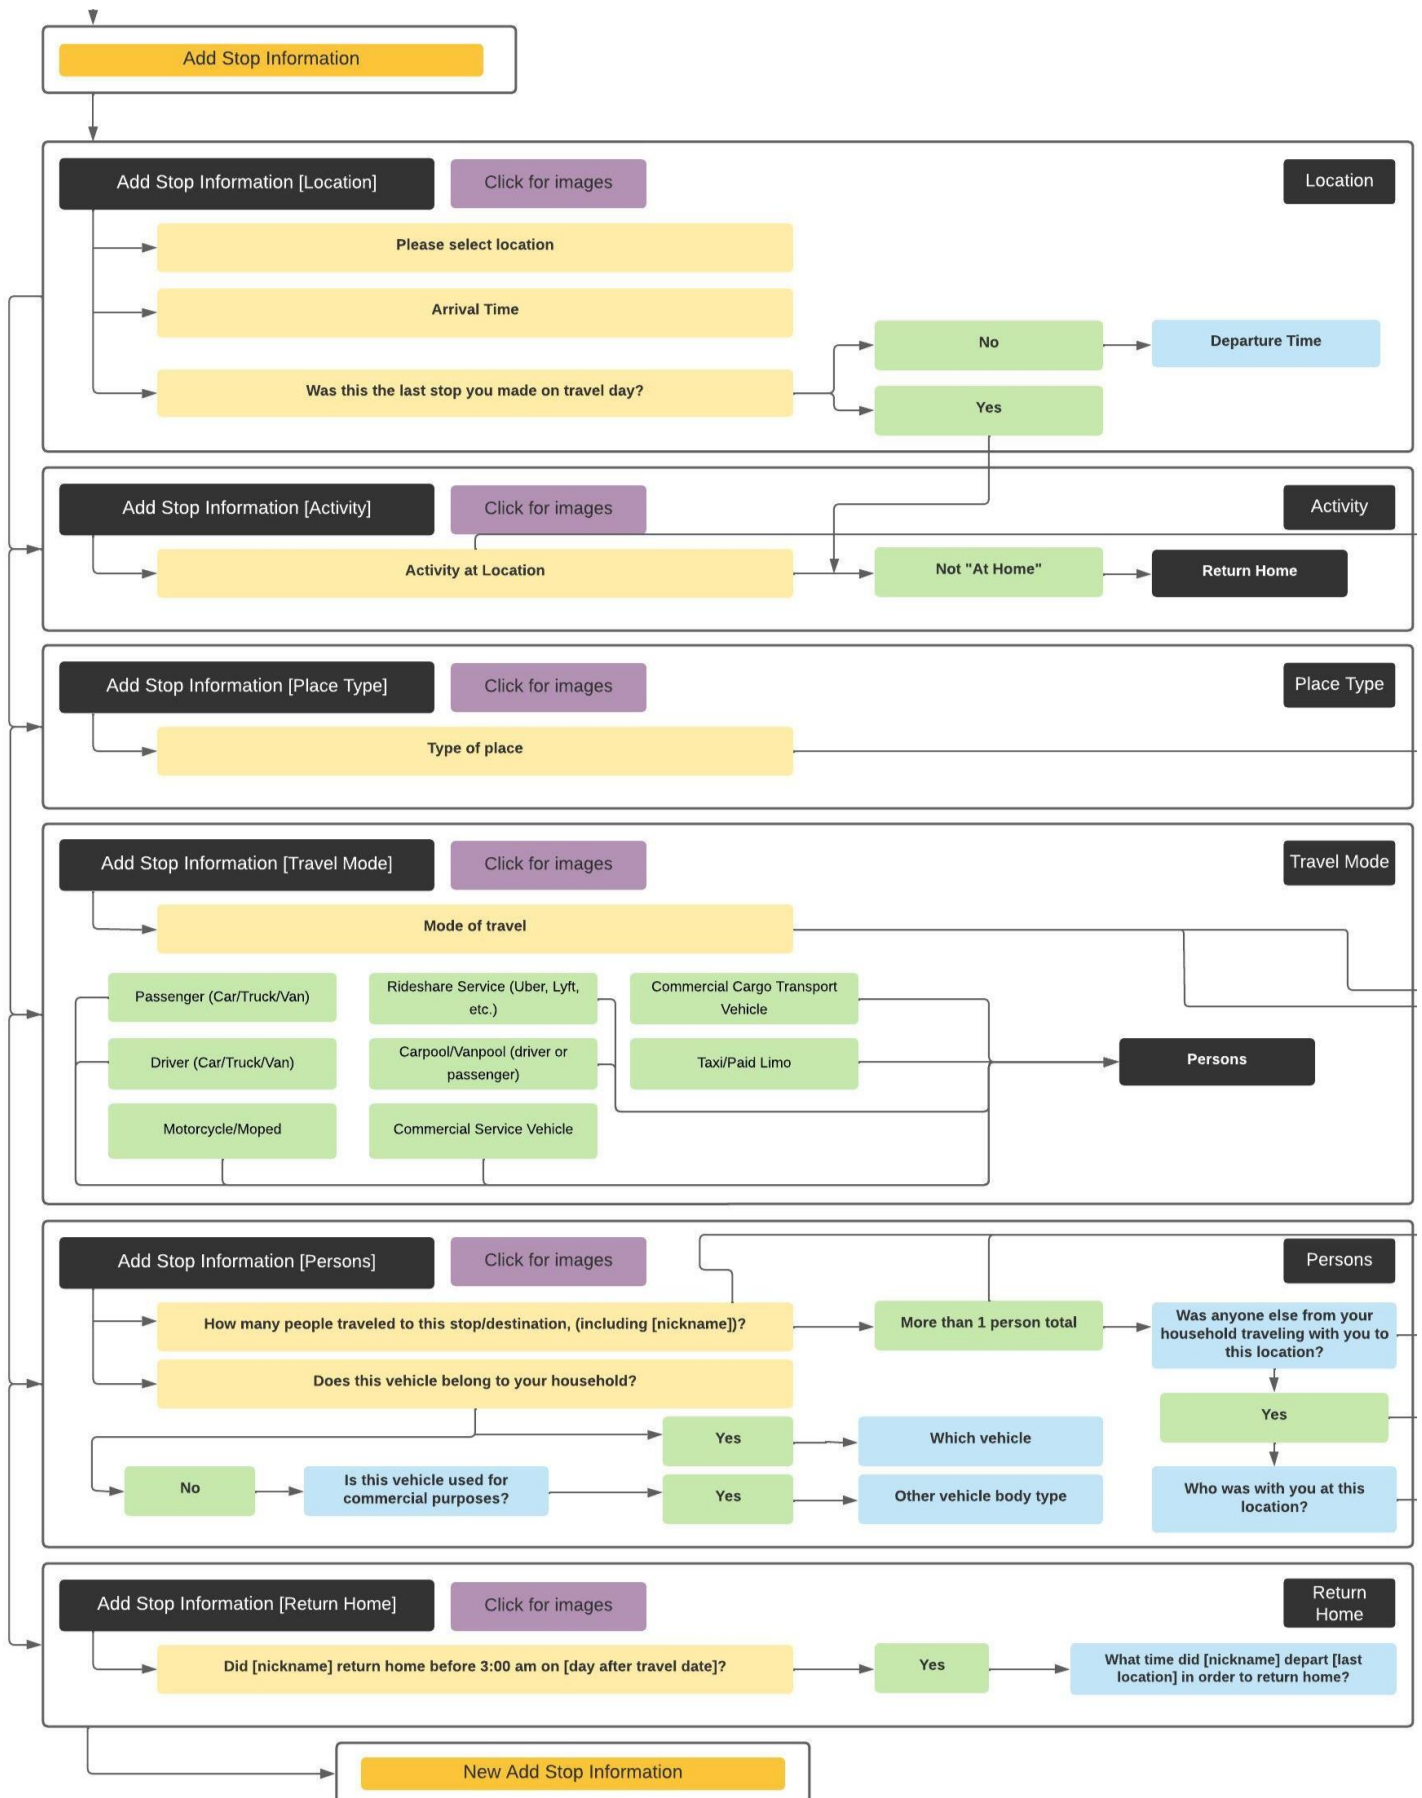 Add Stop Information
Add Stop Information [Location]
Click for images
Location
Please select location
Arrival Time
Was this the last stop you made on travel day?
No
Departure Time
Yes
Add Stop Information [Activity]
Click for images
Activity
Activity at Location
Not "At Home"
Return Home
Add Stop Information [Place Type]
Click for images
Place Type
Type of place
Add Stop Information [Travel Mode]
Click for images
Travel Mode
Mode of travel
Passenger (Car/Truck/Van)
Rideshare Service (Uber, Lyft,
etc.)
Commercial Cargo Transport
Vehicle
Driver (Car/Truck/Van)
Carpool/Vanpool (driver or
passenger)
Taxi/Paid Limo
Persons
Motorcycle/Moped
Commercial Service Vehicle
Add Stop Information [Persons]
Click for images
Persons
How many people traveled to this stop/destination, (including [nickname])?
More than 1 person total
Was anyone else from your
household traveling with you to
this location?
Does this vehicle belong to your household?
Yes
Yes
Which vehicle
No
Is this vehicle used for
commercial purposes?
Yes
Other vehicle body type
Who was with you at this
location?
Add Stop Information [Return Home]
Click for images
Return
Home
Did [nickname] return home before 3:00 am on [day after travel date]?
Yes
What time did [nickname] depart [last
location] in order to return home?
New Add Stop Information